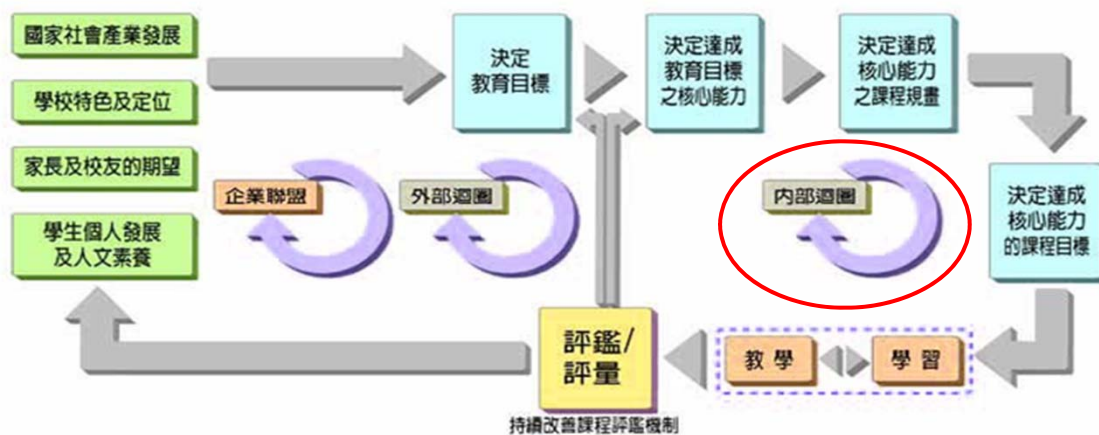 國家社會產業發展
學校特色及定位
家長及校友的期望
學生個人發展
及人文素養
決定
教育目標
決定達成
教育目標
之核心能力
決定達成
核心能力
之課程規畫
企業聯盟
外部迴圈
內部迴圈
決定達成
核心能力
的課程目標
評鑑/
評量
教學
學習
持續改善課程評鑑機制